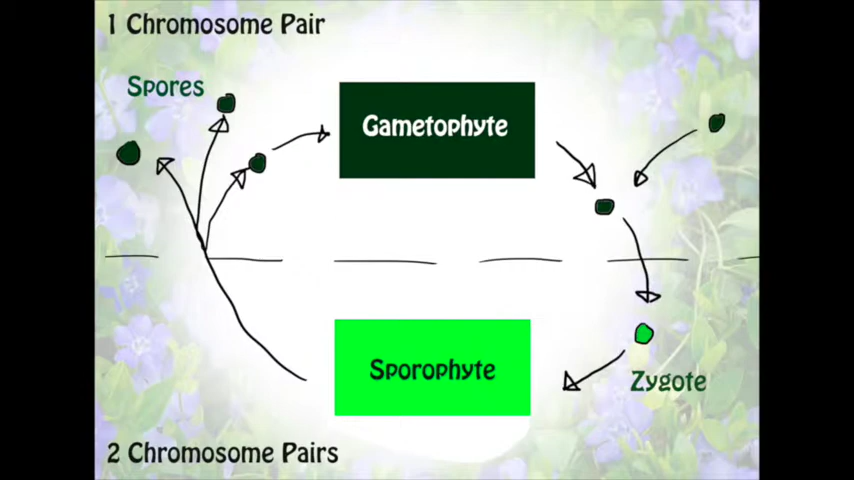 1 Chromosome Pair
Spores
Gametophyte
Sporophyte
Zygote
2 Chromosome Pairs